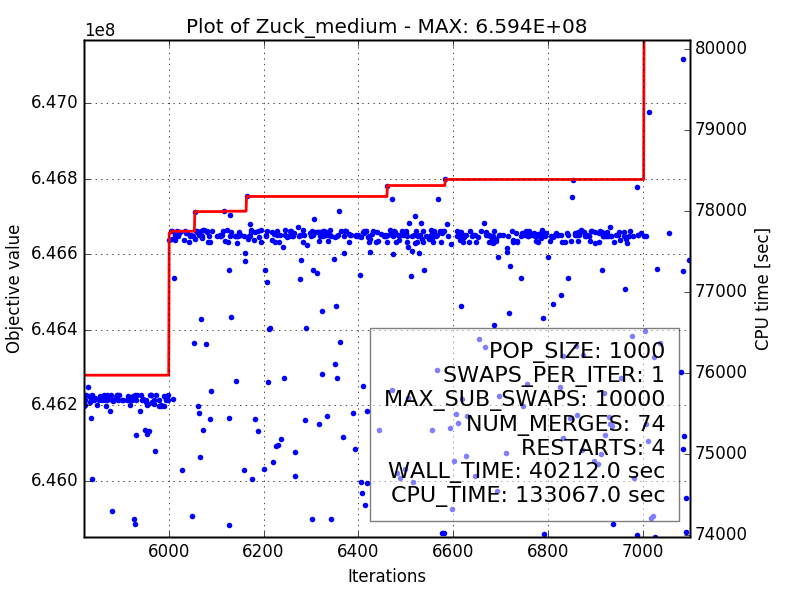 Plot of Zuck_medium - MAX: 6.594E+08
1e8
6.470
6.468
6.466
6.464
6.462
6.460
Objective value
80000
79000
78000
77000
76000
75000
74000
CPU time [sec]
POP_SIZE: 1000
SWAPS_PER_ITER: 1
MAX_SUB_SWAPS: 10000
NUM_MERGES: 74
RESTARTS: 4
WALL_TIME: 40212.0 sec
CPU_TIME: 133067.0 sec
6000 6200 6400 6600 6800 7000
Iterations